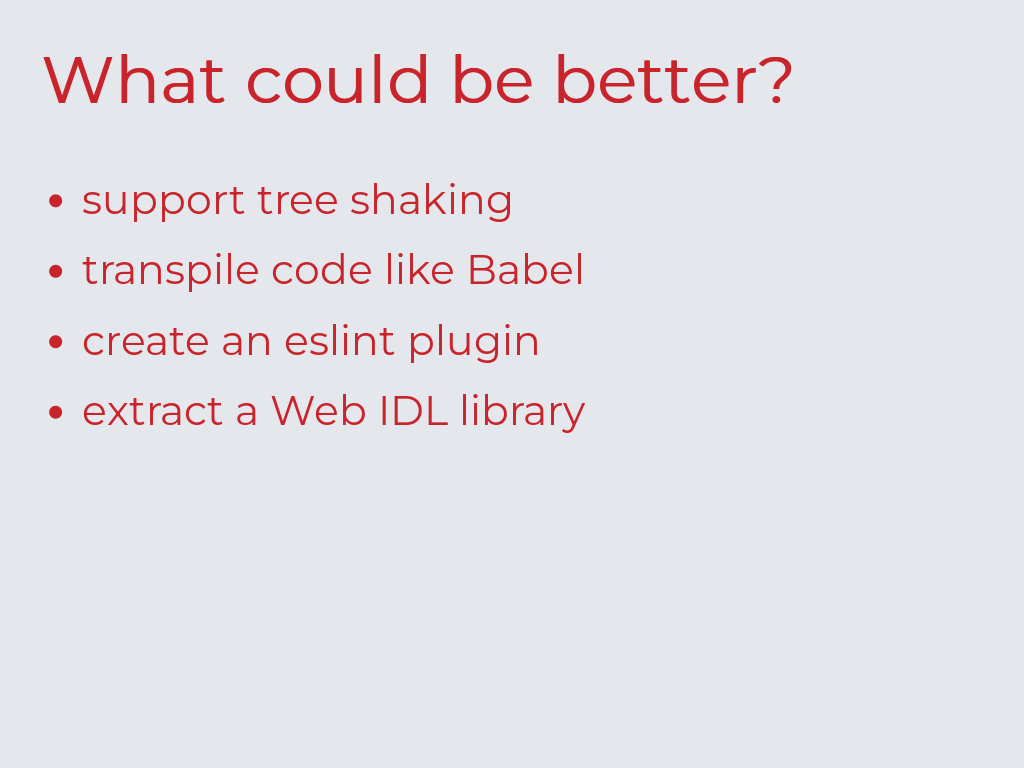 What could be better?
• support tree shaking
• transpile code like Babel
• create an eslint plugin
• extract a Web IDL library